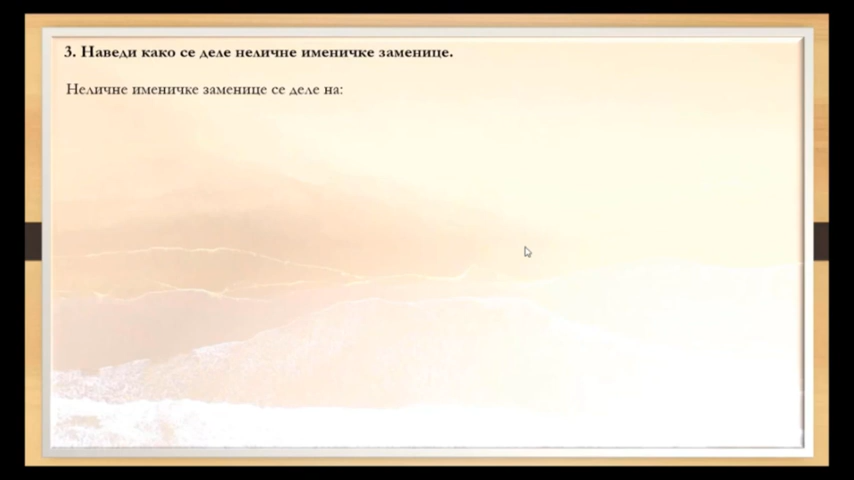 3. Наведи како се деле неличне именичке заменице.
Неличне именичке заменице се деле на: